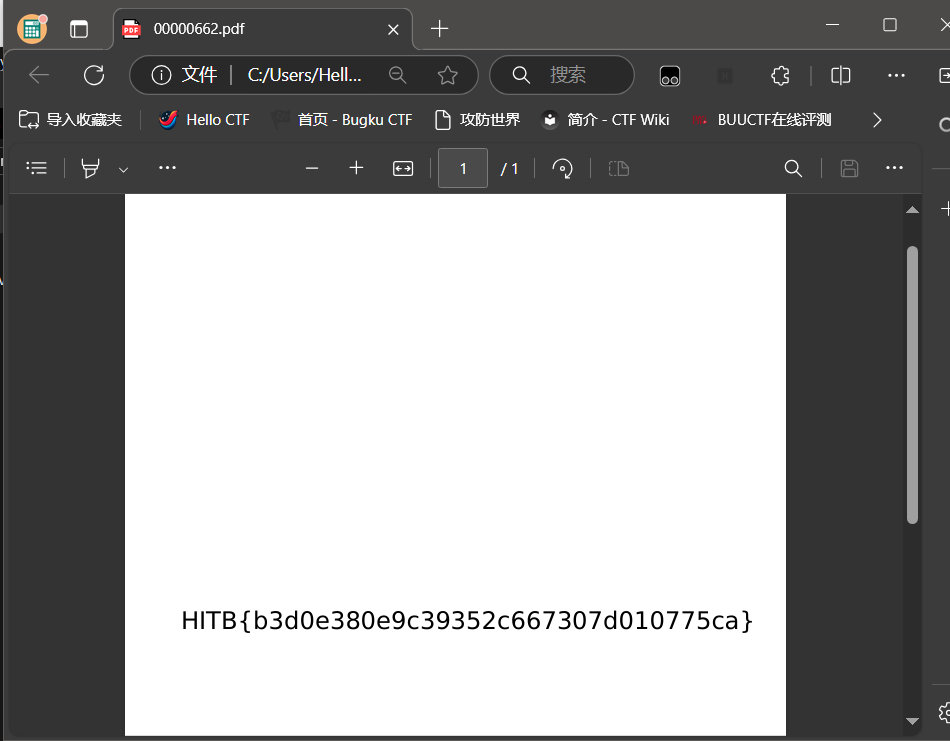 00000662.pdf
文件 C:/Users/Hell... 搜索
导入收藏夹 Hello CTF 首页 - Bugku CTF 攻防世界 简介 - CTF Wiki BUUCTF在线评测
1 / 1
HITB{b3d0e380e9c39352c667307d010775ca}